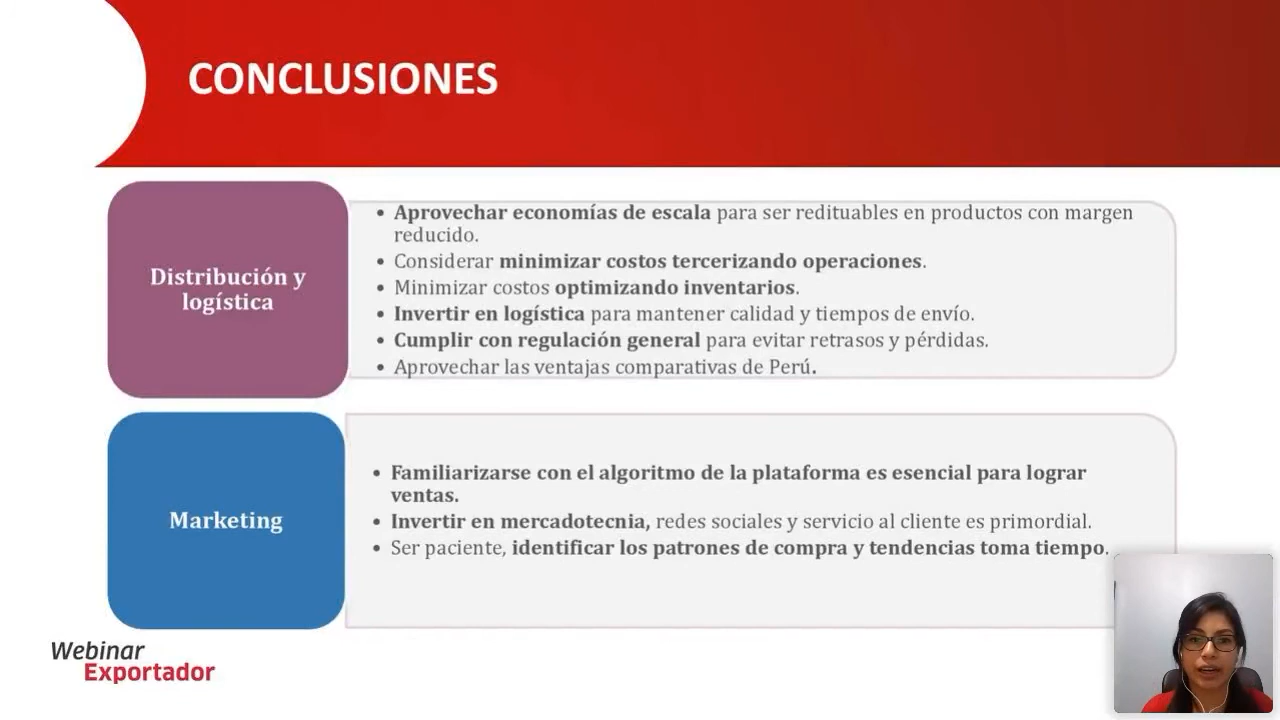 CONCLUSIONES
Distribución y
logística
• Aprovechar economías de escala para ser redituables en productos con margen
reducido.
• Considerar minimizar costos tercerizando operaciones.
• Minimizar costos optimizando inventarios.
• Invertir en logística para mantener calidad y tiempos de envío.
• Cumplir con regulación general para evitar retrasos y pérdidas.
• Aprovechar las ventajas comparativas de Perú.
Marketing
• Familiarizarse con el algoritmo de la plataforma es esencial para lograr
ventas.
• Invertir en mercadotecnia, redes sociales y servicio al cliente es primordial.
• Ser paciente, identificar los patrones de compra y tendencias toma tiempo.
Webinar
Exportador